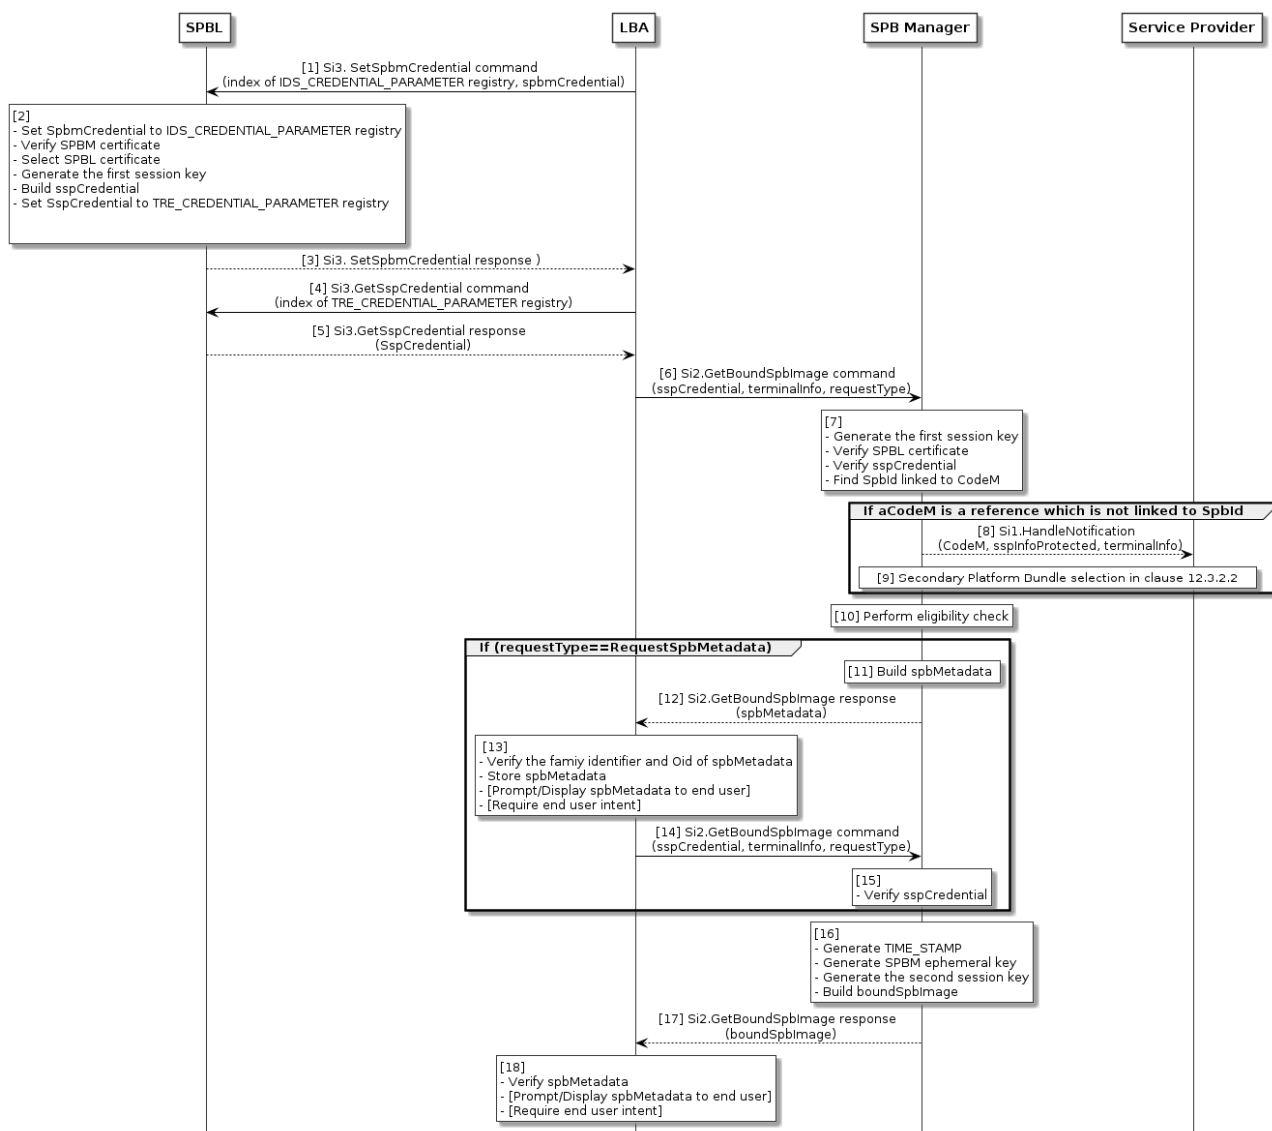 SPBL
LBA
SPB Manager
Service Provider
[1] Si3. SetSpbmCredential command
(index of IDS_CREDENTIAL_PARAMETER registry, spbmCredential)
[2]
- Set SpbmCredential to IDS_CREDENTIAL_PARAMETER registry
- Verify SPBM certificate
- Select SPBL certificate
- Generate the first session key
- Build sspCredential
- Set SspCredential to TRE_CREDENTIAL_PARAMETER registry
[3] Si3. SetSpbmCredential response )
[4] Si3.GetSspCredential command
(index of TRE_CREDENTIAL_PARAMETER registry)
[5] Si3.GetSspCredential response
(SspCredential)
[6] Si2.GetBoundSpbImage command
(sspCredential, terminalInfo, requestType)
[7]
- Generate the first session key
- Verify SPBL certificate
- Verify sspCredential
- Find SpbId linked to CodeM
If aCodeM is a reference which is not linked to SpbId
[8] Si1.HandleNotification
(CodeM, sspInfoProtected, terminalInfo)
[9] Secondary Platform Bundle selection in clause 12.3.2.2
[10] Perform eligibility check
If (requestType==RequestSpbMetadata)
[11] Build spbMetadata
[12] Si2.GetBoundSpbImage response
(spbMetadata)
[13]
- Verify the famiy identifier and Oid of spbMetadata
- Store spbMetadata
- [Prompt/Display spbMetadata to end user]
- [Require end user intent]
[14] Si2.GetBoundSpbImage command
(sspCredential, terminalInfo, requestType)
[15]
- Verify sspCredential
[16]
- Generate TIME_STAMP
- Generate SPBM ephemeral key
- Generate the second session key
- Build boundSpbImage
[17] Si2.GetBoundSpbImage response
(boundSpbImage)
[18]
- Verify spbMetadata
- [Prompt/Display spbMetadata to end user]
- [Require end user intent]